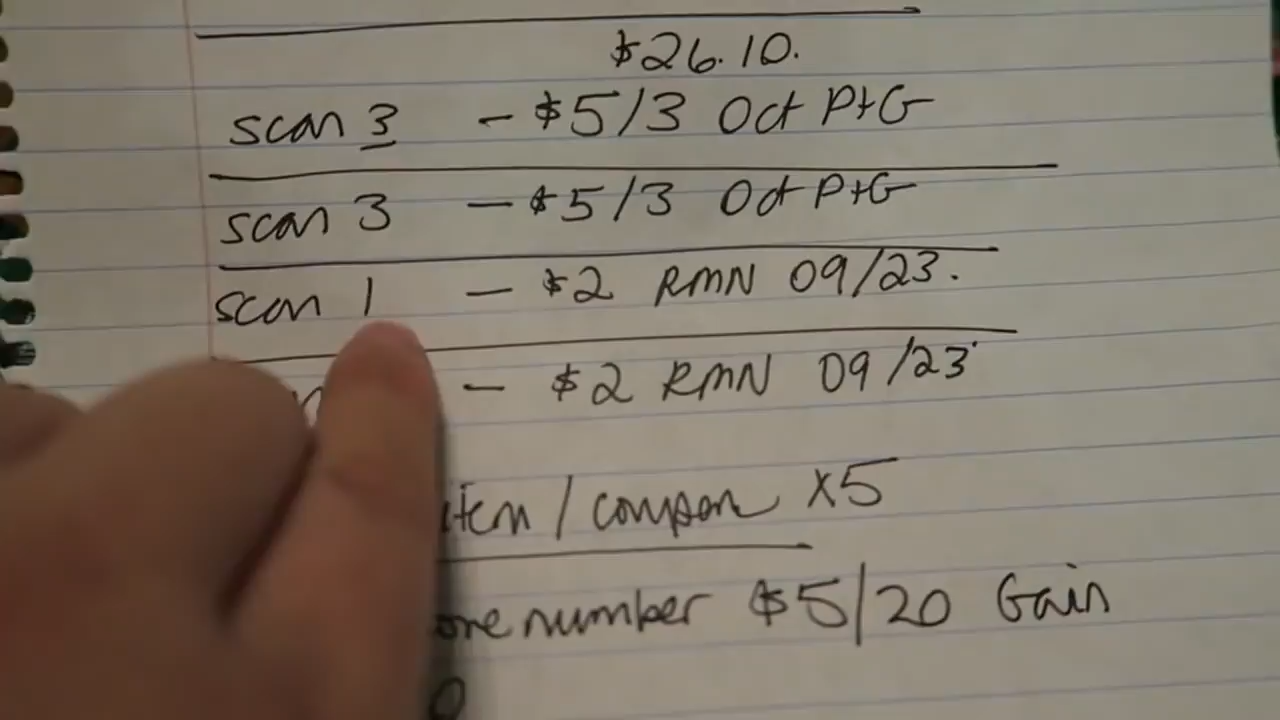 $26.10.
scan 3 - $5/3 Oct P+G
scan 3 - $5/3 Oct P+G
scan 1 - $2 RMN 09/23.
- $2 RMN 09/23
item / coupon x5
number $5/20 Gain